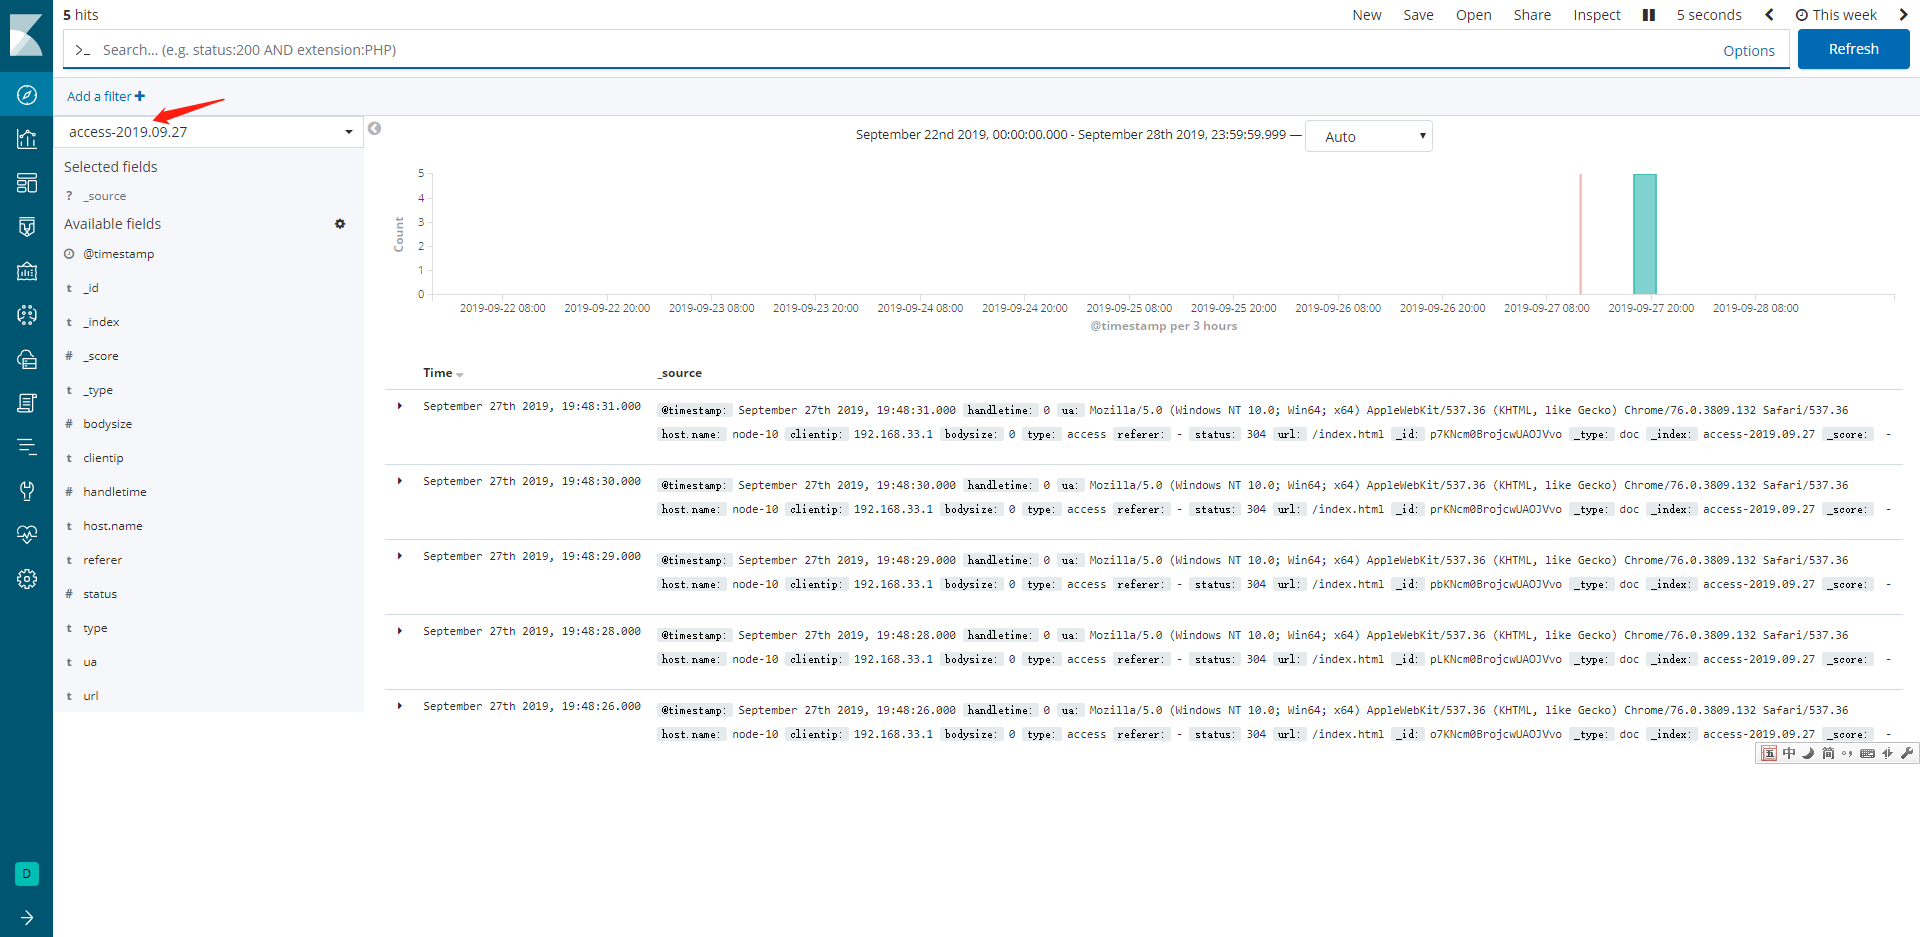 5 hits
New Save Open Share Inspect 5 seconds This week
>_ Search... (e.g. status:200 AND extension:PHP) Options Refresh
Add a filter +
access-2019.09.27
Selected fields
? _source
Available fields
@timestamp
t _id
t _index
# _score
t _type
# bodysize
t clientip
# handletime
t host.name
t referer
# status
t type
t ua
t url
September 22nd 2019, 00:00:00.000 - September 28th 2019, 23:59:59.999 — Auto
Count
5
4
3
2
1
0
2019-09-22 08:00 2019-09-22 20:00 2019-09-23 08:00 2019-09-23 20:00 2019-09-24 08:00 2019-09-24 20:00 2019-09-25 08:00 2019-09-25 20:00 2019-09-26 08:00 2019-09-26 20:00 2019-09-27 08:00 2019-09-27 20:00 2019-09-28 08:00
@timestamp per 3 hours
Time _source
September 27th 2019, 19:48:31.000 @timestamp: September 27th 2019, 19:48:31.000 handletime: 0 ua: Mozilla/5.0 (Windows NT 10.0; Win64; x64) AppleWebKit/537.36 (KHTML, like Gecko) Chrome/76.0.3809.132 Safari/537.36
host.name: node-10 clientip: 192.168.33.1 bodysize: 0 type: access referer: - status: 304 url: /index.html _id: p7KNcm0BrojcwUAOJVvo _type: doc _index: access-2019.09.27 _score: -
September 27th 2019, 19:48:30.000 @timestamp: September 27th 2019, 19:48:30.000 handletime: 0 ua: Mozilla/5.0 (Windows NT 10.0; Win64; x64) AppleWebKit/537.36 (KHTML, like Gecko) Chrome/76.0.3809.132 Safari/537.36
host.name: node-10 clientip: 192.168.33.1 bodysize: 0 type: access referer: - status: 304 url: /index.html _id: prKNcm0BrojcwUAOJVvo _type: doc _index: access-2019.09.27 _score: -
September 27th 2019, 19:48:29.000 @timestamp: September 27th 2019, 19:48:29.000 handletime: 0 ua: Mozilla/5.0 (Windows NT 10.0; Win64; x64) AppleWebKit/537.36 (KHTML, like Gecko) Chrome/76.0.3809.132 Safari/537.36
host.name: node-10 clientip: 192.168.33.1 bodysize: 0 type: access referer: - status: 304 url: /index.html _id: pbKNcm0BrojcwUAOJVvo _type: doc _index: access-2019.09.27 _score: -
September 27th 2019, 19:48:28.000 @timestamp: September 27th 2019, 19:48:28.000 handletime: 0 ua: Mozilla/5.0 (Windows NT 10.0; Win64; x64) AppleWebKit/537.36 (KHTML, like Gecko) Chrome/76.0.3809.132 Safari/537.36
host.name: node-10 clientip: 192.168.33.1 bodysize: 0 type: access referer: - status: 304 url: /index.html _id: pLKNcm0BrojcwUAOJVvo _type: doc _index: access-2019.09.27 _score: -
September 27th 2019, 19:48:26.000 @timestamp: September 27th 2019, 19:48:26.000 handletime: 0 ua: Mozilla/5.0 (Windows NT 10.0; Win64; x64) AppleWebKit/537.36 (KHTML, like Gecko) Chrome/76.0.3809.132 Safari/537.36
host.name: node-10 clientip: 192.168.33.1 bodysize: 0 type: access referer: - status: 304 url: /index.html _id: o7KNcm0BrojcwUAOJVvo _type: doc _index: access-2019.09.27 _score: -
五 中 简
D